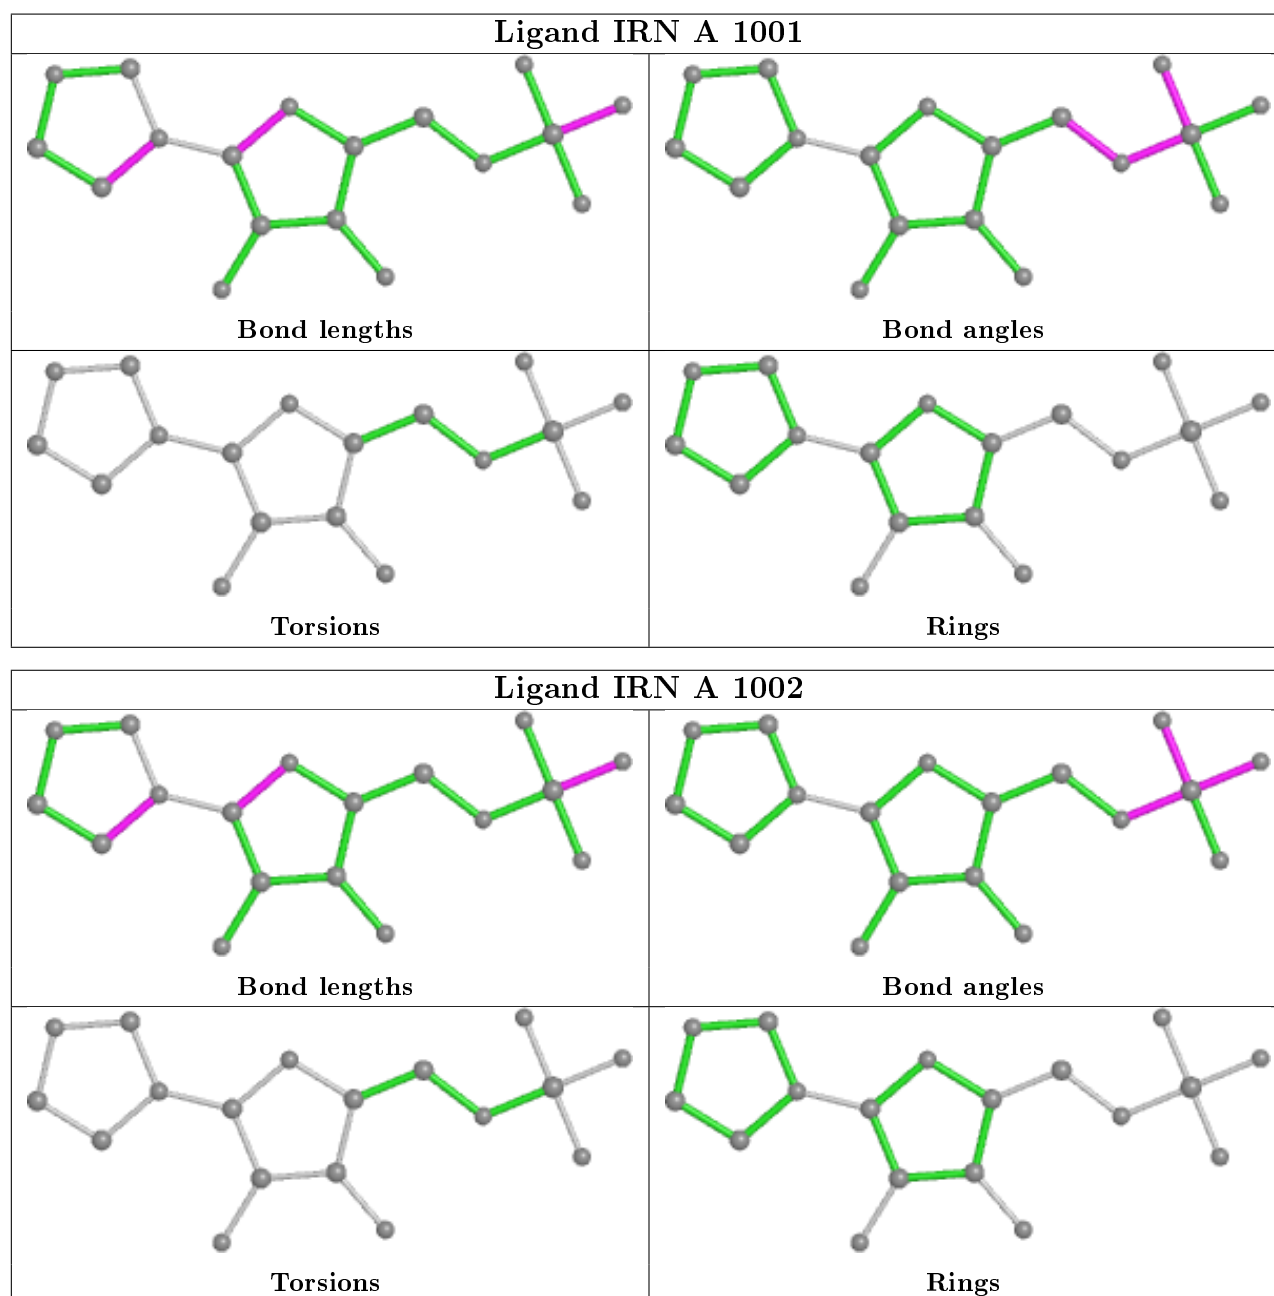 Ligand IRN A 1001
Bond lengths
Bond angles
Torsions
Rings
Ligand IRN A 1002
Bond lengths
Bond angles
Torsions
Rings